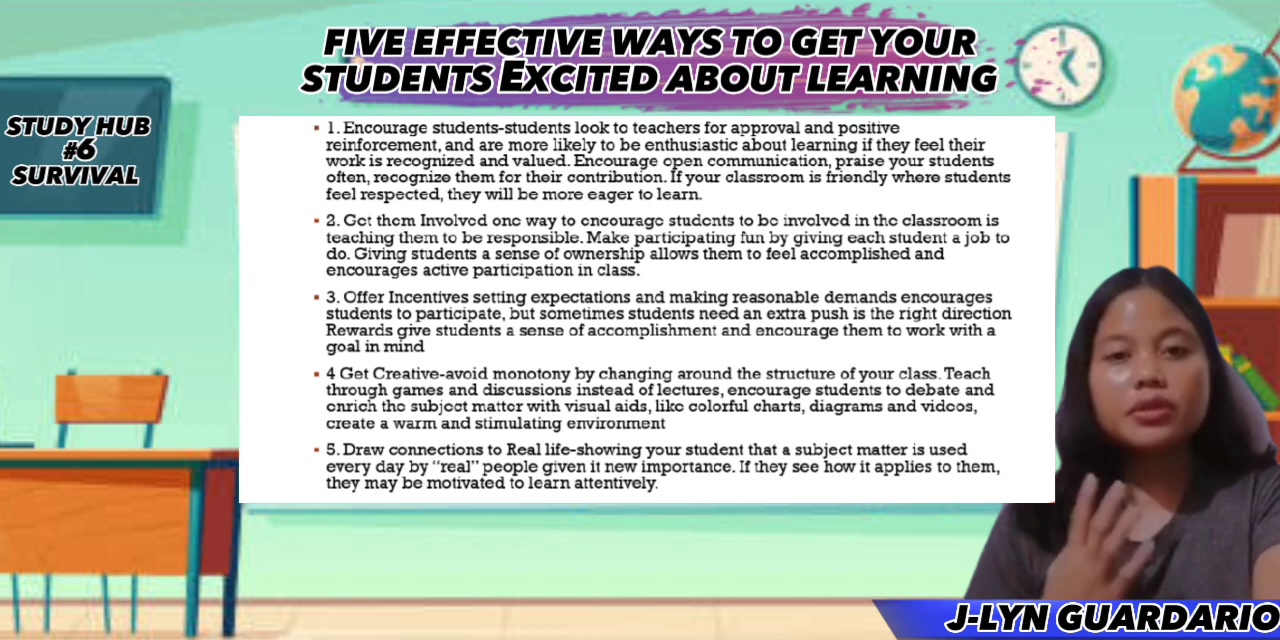 FIVE EFFECTIVE WAYS TO GET YOUR
STUDENTS EXCITED ABOUT LEARNING
STUDY HUB
#6
SURVIVAL
1. Encourage students-students look to teachers for approval and positive
reinforcement, and are more likely to be enthusiastic about learning if they feel their
work is recognized and valued. Encourage open communication, praise your students
often, recognize them for their contribution. If your classroom is friendly where students
feel respected, they will be more eager to learn.
2. Get them Involved one way to encourage students to be involved in the classroom is
teaching them to be responsible. Make participating fun by giving each student a job to
do. Giving students a sense of ownership allows them to feel accomplished and
encourages active participation in class.
3. Offer Incentives setting expectations and making reasonable demands encourages
students to participate, but sometimes students need an extra push is the right direction
Rewards give students a sense of accomplishment and encourage them to work with a
goal in mind
4 Get Creative-avoid monotony by changing around the structure of your class. Teach
through games and discussions instead of lectures, encourage students to debate and
enrich the subject matter with visual aids, like colorful charts, diagrams and videos,
create a warm and stimulating environment
5. Draw connections to Real life-showing your student that a subject matter is used
every day by “real” people given it new importance. If they see how it applies to them,
they may be motivated to learn attentively.
J-LYN GUARDARIO